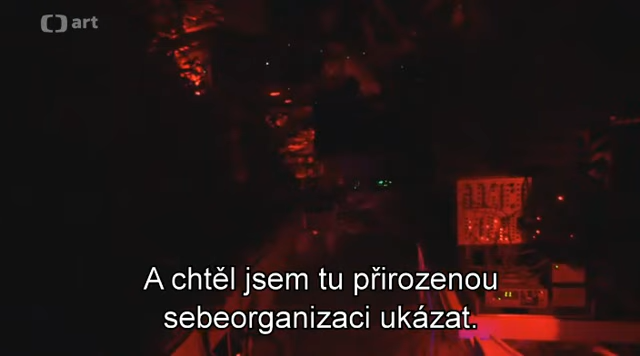 art
A chtěl jsem tu přirozenou
sebeorganizaci ukázat.